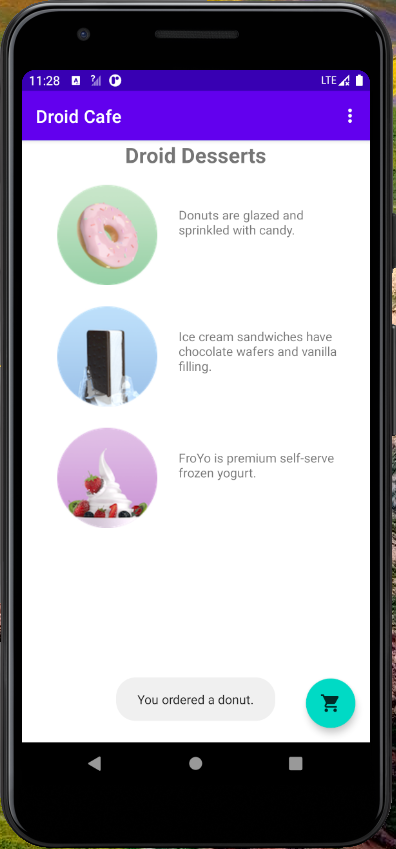 11:28 LTE
Droid Cafe
Droid Desserts
Donuts are glazed and
sprinkled with candy.
Ice cream sandwiches have
chocolate wafers and vanilla
filling.
FroYo is premium self-serve
frozen yogurt.
You ordered a donut.